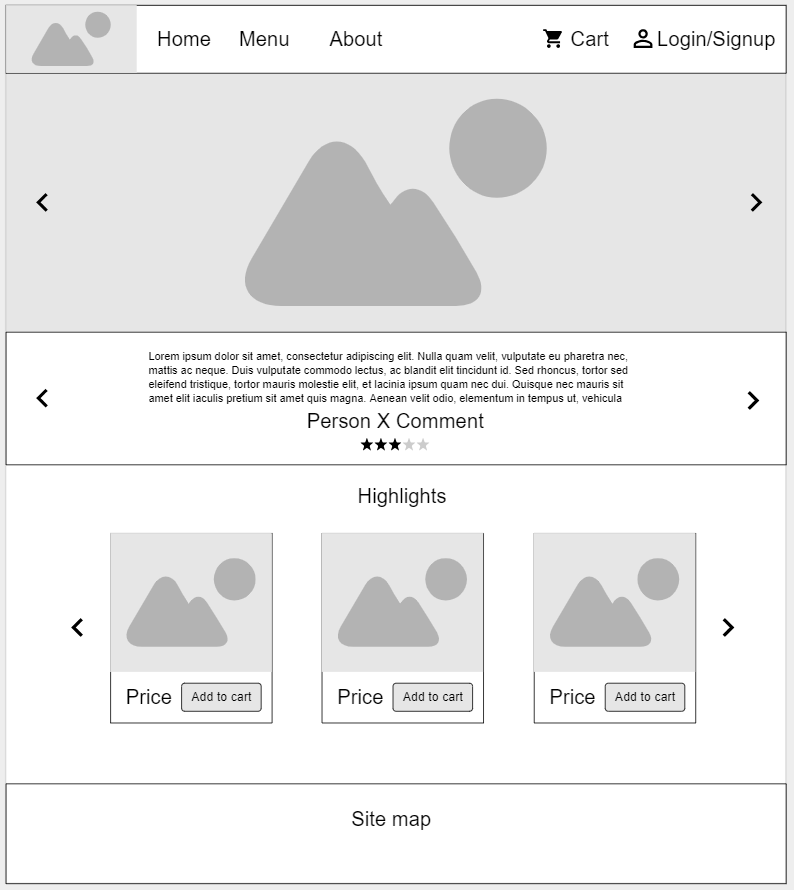 Home Menu About Cart Login/Signup
Lorem ipsum dolor sit amet, consectetur adipiscing elit. Nulla quam velit, vulputate eu pharetra nec,
mattis ac neque. Duis vulputate commodo lectus, ac blandit elit tincidunt id. Sed rhoncus, tortor sed
eleifend tristique, tortor mauris molestie elit, et lacinia ipsum quam nec dui. Quisque nec mauris sit
amet elit iaculis pretium sit amet quis magna. Aenean velit odio, elementum in tempus ut, vehicula
Person X Comment
Highlights
Price Add to cart Price Add to cart Price Add to cart
Site map